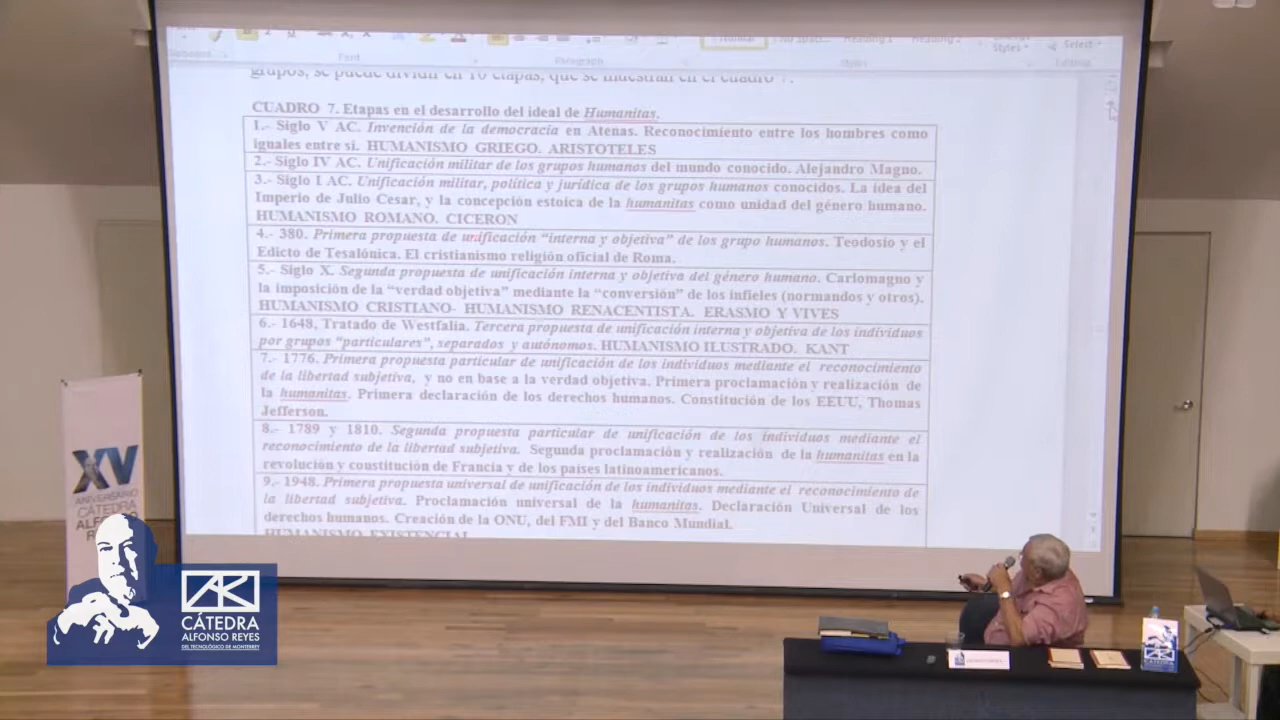 Font
Paragraph
Styles
Select
Editing
grupos, se puede dividir en 10 etapas, que se muestran en el cuadro 7.
CUADRO 7. Etapas en el desarrollo del ideal de Humanitas.
1.- Siglo V AC. Invención de la democracia en Atenas. Reconocimiento entre los hombres como
iguales entre si. HUMANISMO GRIEGO. ARISTOTELES
2.- Siglo IV AC. Unificación militar de los grupos humanos del mundo conocido. Alejandro Magno.
3.- Siglo I AC. Unificación militar, política y jurídica de los grupos humanos conocidos. La idea del
Imperio de Julio Cesar, y la concepción estoica de la humanitas como unidad del género humano.
HUMANISMO ROMANO. CICERON
4.- 380. Primera propuesta de unificación “interna y objetiva” de los grupo humanos. Teodosio y el
Edicto de Tesalónica. El cristianismo religión oficial de Roma.
5.- Siglo X. Segunda propuesta de unificación interna y objetiva del género humano. Carlomagno y
la imposición de la “verdad objetiva” mediante la “conversión” de los infieles (normandos y otros).
HUMANISMO CRISTIANO- HUMANISMO RENACENTISTA. ERASMO Y VIVES
6.- 1648, Tratado de Westfalia. Tercera propuesta de unificación interna y objetiva de los individuos
por grupos “particulares”, separados y autónomos. HUMANISMO ILUSTRADO. KANT
7.- 1776. Primera propuesta particular de unificación de los individuos mediante el reconocimiento
de la libertad subjetiva, y no en base a la verdad objetiva. Primera proclamación y realización de
la humanitas. Primera declaración de los derechos humanos. Constitución de los EEUU, Thomas
Jefferson.
8.- 1789 y 1810. Segunda propuesta particular de unificación de los individuos mediante el
reconocimiento de la libertad subjetiva. Segunda proclamación y realización de la humanitas en la
revolución y constitución de Francia y de los países latinoamericanos.
9.- 1948. Primera propuesta universal de unificación de los individuos mediante el reconocimiento de
la libertad subjetiva. Proclamación universal de la humanitas. Declaración Universal de los
derechos humanos. Creación de la ONU, del FMI y del Banco Mundial.
HUMANISMO EXISTENCIAL
XV
ANIVERSARIO
CÁTEDRA
ALFONSO
CÁTEDRA
ALFONSO REYES
DEL TECNOLÓGICO DE MONTERREY